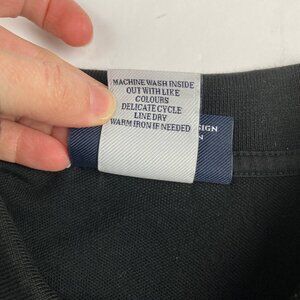 MACHINE WASH INSIDE
OUT WITH LIKE
COLOURS
DELICATE CYCLE
LINE DRY
WARM IRON IF NEEDED